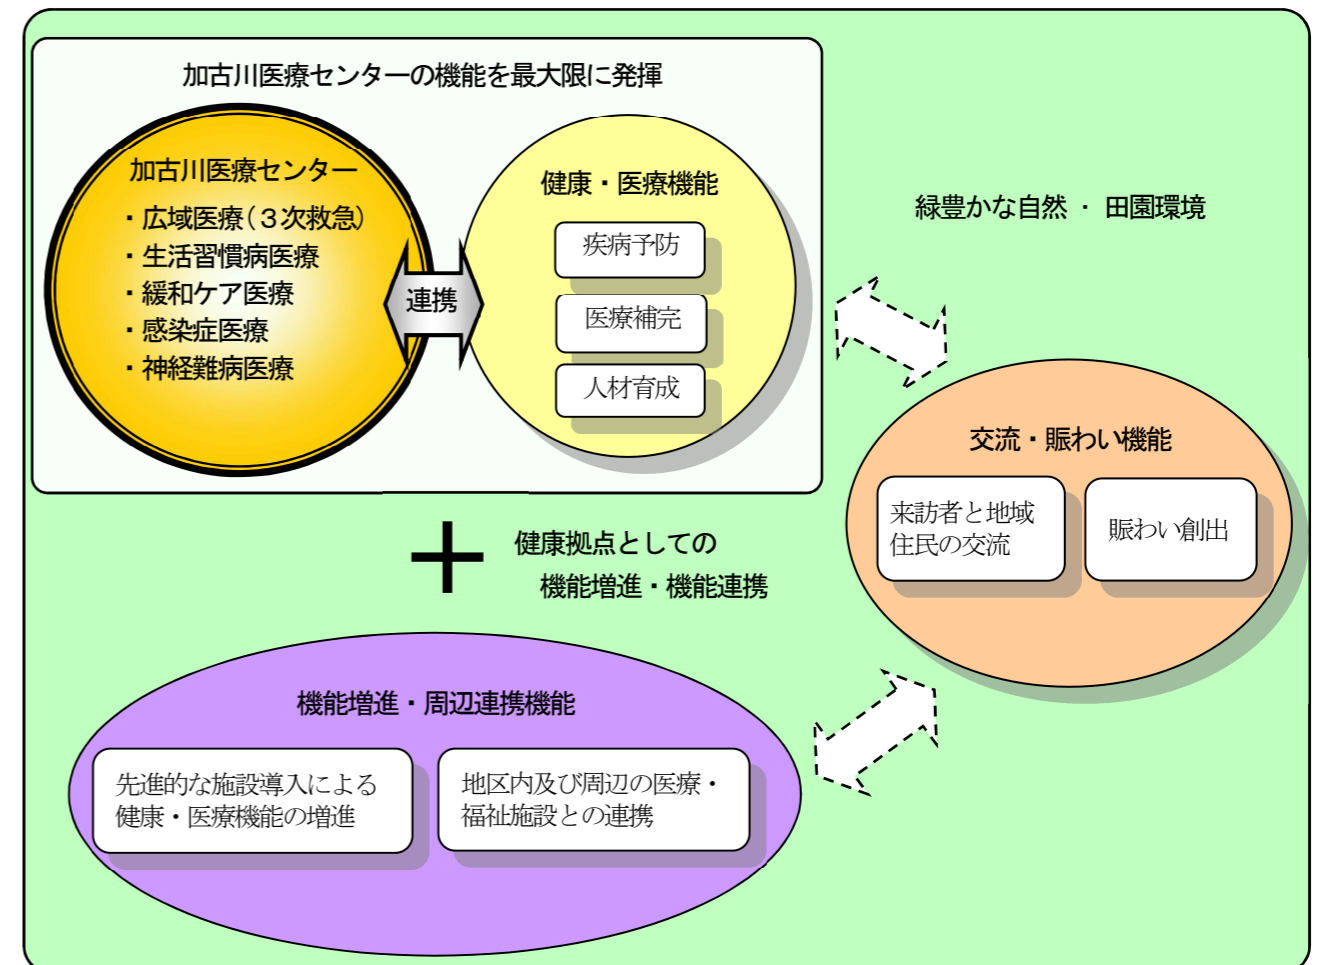 加古川医療センターの機能を最大限に発揮
加古川医療センター
・広域医療(３次救急)
・生活習慣病医療
・緩和ケア医療
・感染症医療
・神経難病医療
連携
健康・医療機能
疾病予防
医療補完
人材育成
緑豊かな自然 ・ 田園環境
交流・賑わい機能
来訪者と地域
住民の交流
賑わい創出
＋
健康拠点としての
機能増進・機能連携
機能増進・周辺連携機能
先進的な施設導入による
健康・医療機能の増進
地区内及び周辺の医療・
福祉施設との連携